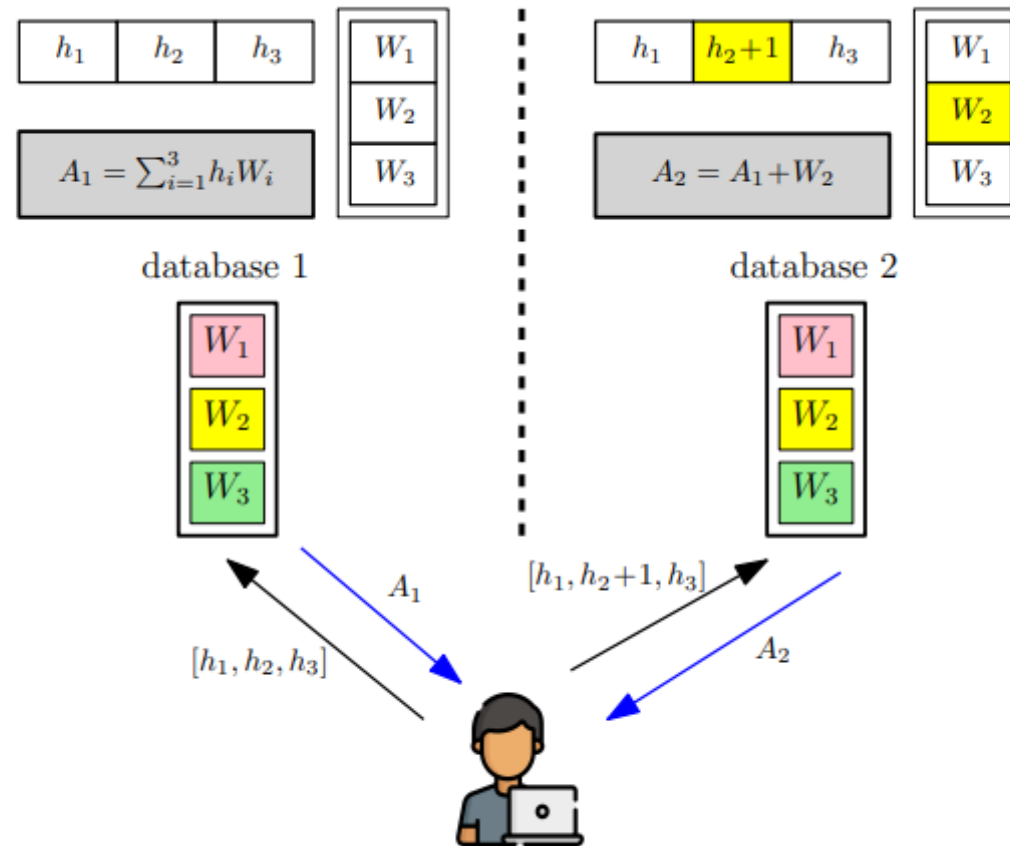 h₁ h₂ h₃
W₁
W₂
W₃
A₁ = ∑³ᵢ₌₁ hᵢWᵢ
database 1
h₁ h₂+1 h₃
W₁
W₂
W₃
A₂ = A₁+W₂
database 2
W₁
W₂
W₃
W₁
W₂
W₃
A₁
[h₁, h₂, h₃]
[h₁, h₂+1, h₃]
A₂